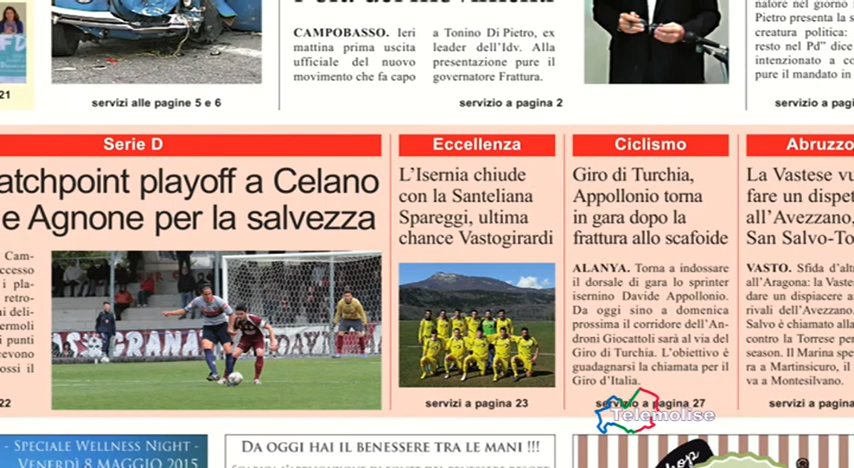 21
servizi alle pagine 5 e 6
CAMPOBASSO. Ieri
mattina prima uscita
ufficiale del nuovo
movimento che fa capo
a Tonino Di Pietro, ex
leader dell'Idv. Alla
presentazione pure il
governatore Frattura.
servizio a pagina 2
Pietro presenta la s
creatura politica:
resto nel Pd" dice
intenzionato a co
pure il mandato in
servizio a pagi
Serie D
atchpoint playoff a Celano
e Agnone per la salvezza
22
Eccellenza
L'Isernia chiude
con la Santeliana
Spareggi, ultima
chance Vastogirardi
servizi a pagina 23
Ciclismo
Giro di Turchia,
Appollonio torna
in gara dopo la
frattura allo scafoide
ALANYA. Torna a indossare
il dorsale di gara lo sprinter
isernino Davide Appollonio.
Da oggi sino a domenica
prossima il corridore dell'An-
droni Giocattoli sarà al via del
Giro di Turchia. L'obiettivo è
guadagnarsi la chiamata per il
Giro d'Italia.
servizio a pagina 27
Abruzzo
La Vastese vu
fare un dispet
all'Avezzano,
San Salvo-To
VASTO. Sfida d'alt
all'Aragona: la Vast
dare un dispiacere a
rivali dell'Avezzano.
Salvo è chiamato alla
contro la Torrese per
season. Il Marina spe
ra a Martinsicuro, il
va a Montesilvano.
servizi a pagina
Telemolise
- SPECIALE WELLNESS NIGHT -
VENERDÌ 8 MAGGIO 2015
DA OGGI HAI IL BENESSERE TRA LE MANI !!!